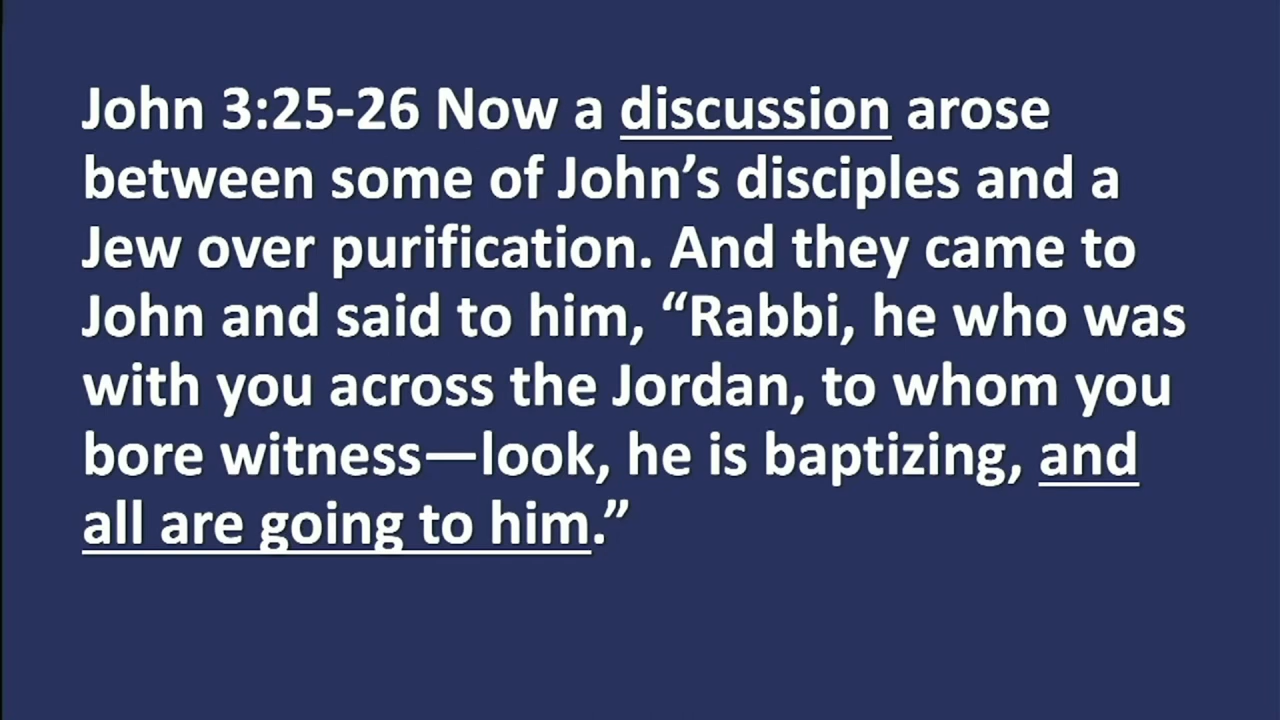 John 3:25-26 Now a discussion arose
between some of John’s disciples and a
Jew over purification. And they came to
John and said to him, “Rabbi, he who was
with you across the Jordan, to whom you
bore witness—look, he is baptizing, and
all are going to him.”